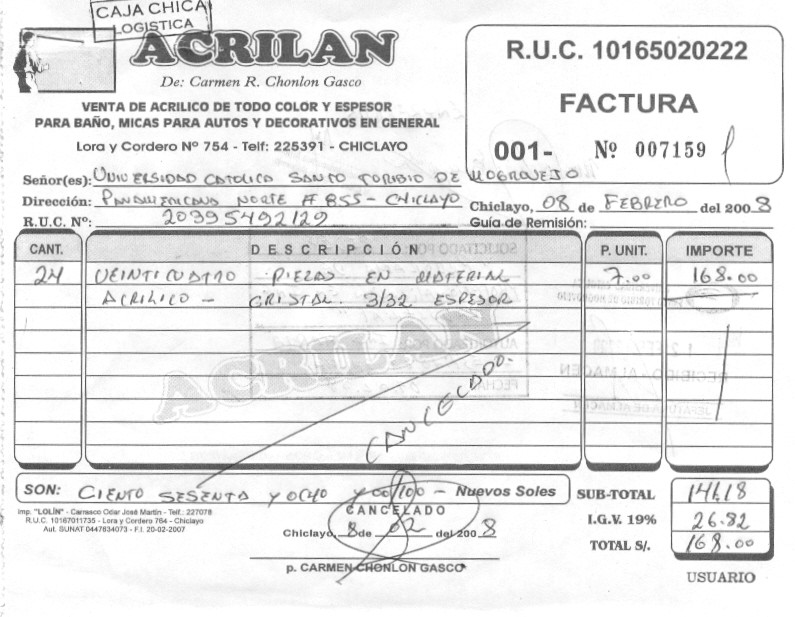 CAJA CHICA
LOGISTICA
ACRILAN
De: Carmen R. Chonlon Gasco
VENTA DE ACRILICO DE TODO COLOR Y ESPESOR
PARA BAÑO, MICAS PARA AUTOS Y DECORATIVOS EN GENERAL
Lora y Cordero Nº 754 - Telf: 225391 - CHICLAYO
R.U.C. 10165020222
FACTURA
001- Nº 007159
Señor(es): UNIVERSIDAD CATOLICA SANTO TORIBIO DE MOGROVEJO
Dirección: PANAMERICANA NORTE # 855 - CHICLAYO
Chiclayo, 08 de FEBRERO del 2008
R.U.C. Nº: 20395492129
Guía de Remisión:
CANT. DESCRIPCIÓN P. UNIT. IMPORTE
24 VEINTICUATRO PIEZAS EN MATERIAL 7.00 168.00
ACRILICO - CRISTAL 3/32 ESPESOR
ACRILAN
CANCELADO.
SON: CIENTO SESENTA Y OCHO Y 00/100 - Nuevos Soles
SUB-TOTAL 141.18
I.G.V. 19% 26.82
TOTAL S/. 168.00
Imp. "LOLÍN" - Carrasco Odar José Martín - Telf.: 227078
R.U.C. 10167011735 - Lora y Cordero 764 - Chiclayo
Aut. SUNAT 0447634073 - F.I. 20-02-2007
CANCELADO
Chiclayo, 8 de 02 del 2008
p. CARMEN CHONLON GASCO
USUARIO